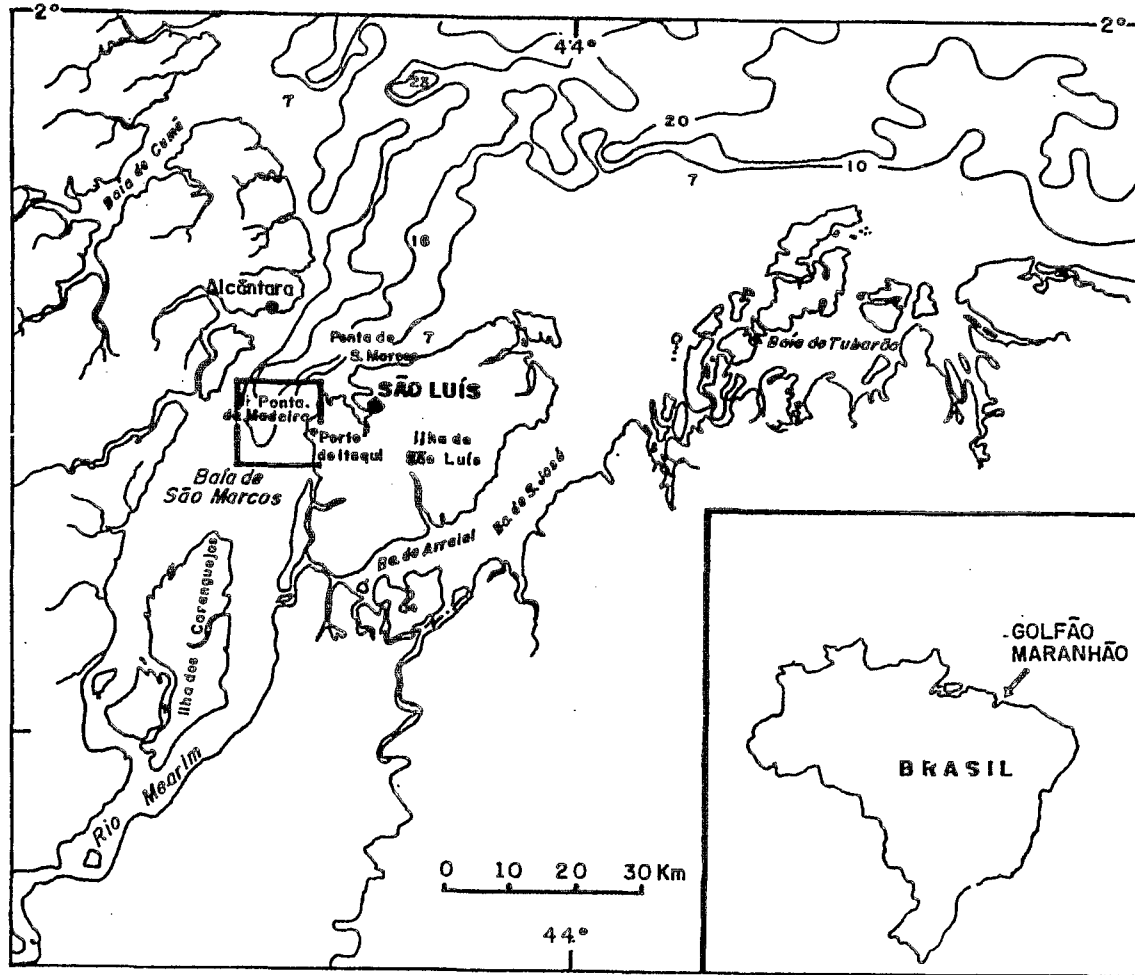 2°
44°
2°
28
7
20
10
7
Baía de Cumã
16
Alcântara
7
Ponta de
S. Marcos
SÃO LUÍS
Ponta
da Madeira
Porto
de Itaqui
Ilha de
São Luís
Baía de Tubarão
Baía de
São Marcos
Ba. de S. José
Ba. de Arraial
Ilha dos Caranguejos
Rio Mearim
0 10 20 30 Km
44°
GOLFÃO
MARANHÃO
BRASIL